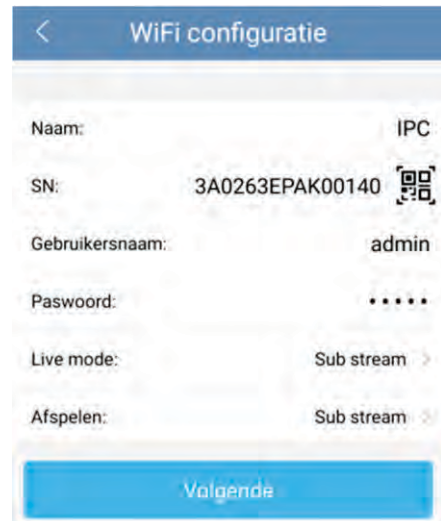 WiFi configuratie
Naam: IPC
SN: 3A0263EPAK00140
Gebruikersnaam: admin
Paswoord: •••••
Live mode: Sub stream
Afspelen: Sub stream
Volgende